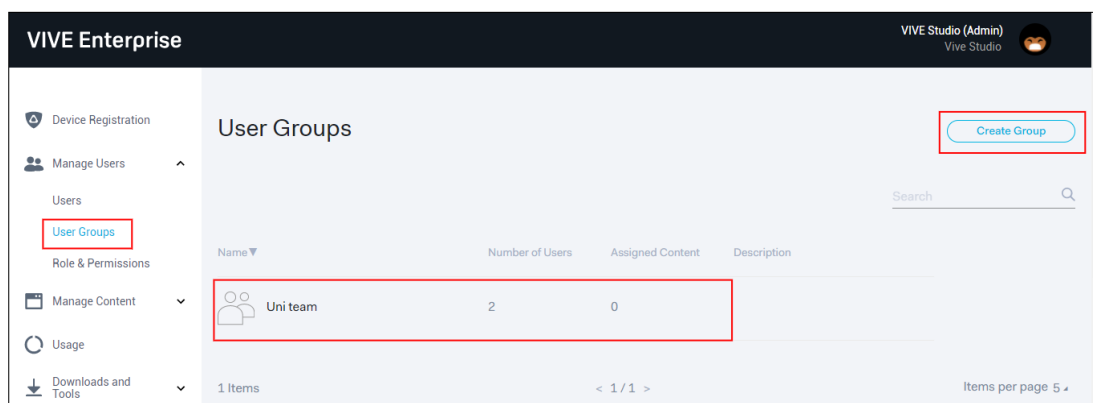 VIVE Enterprise
VIVE Studio (Admin)
Vive Studio
Device Registration
Manage Users
Users
User Groups
Role & Permissions
Manage Content
Usage
Downloads and
Tools
User Groups
Create Group
Search
Name▼ Number of Users Assigned Content Description
Uni team 2 0
1 Items < 1 / 1 > Items per page 5